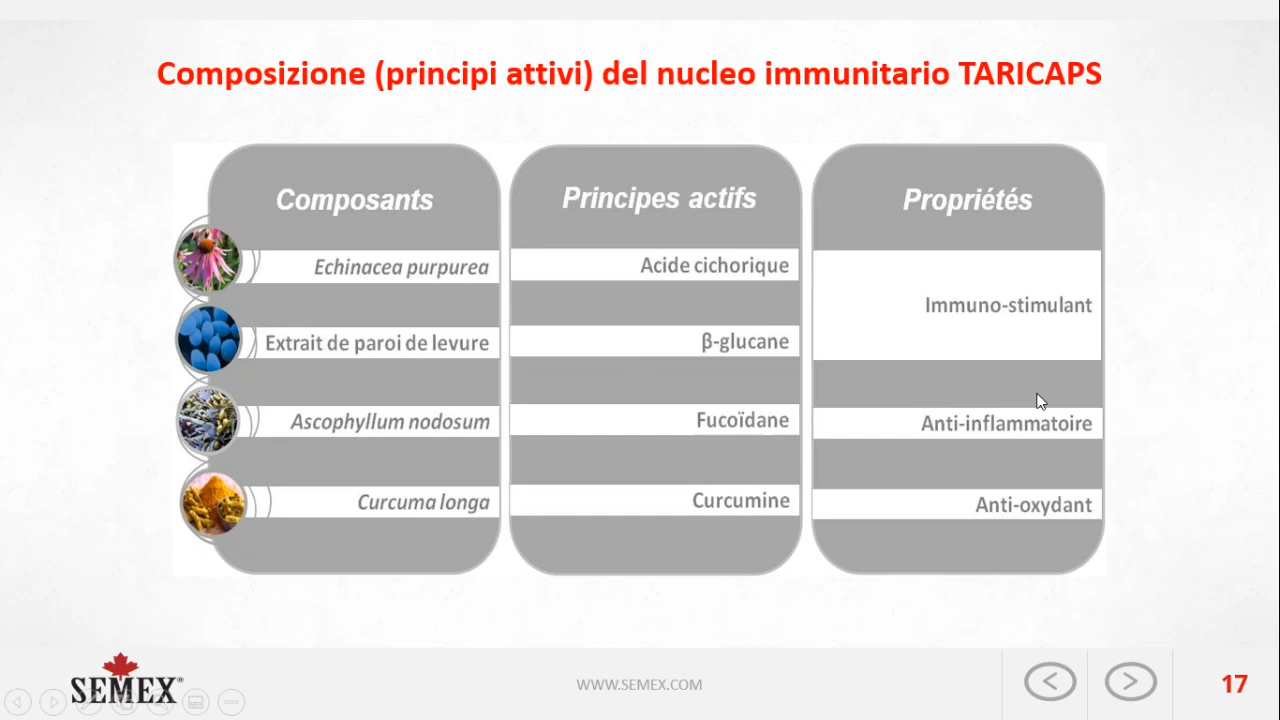 Composizione (principi attivi) del nucleo immunitario TARICAPS
Composants
Principes actifs
Propriétés
Echinacea purpurea
Acide cichorique
Immuno-stimulant
Extrait de paroi de levure
β-glucane
Ascophyllum nodosum
Fucoïdane
Anti-inflammatoire
Curcuma longa
Curcumine
Anti-oxydant
SEMEX®
WWW.SEMEX.COM
17